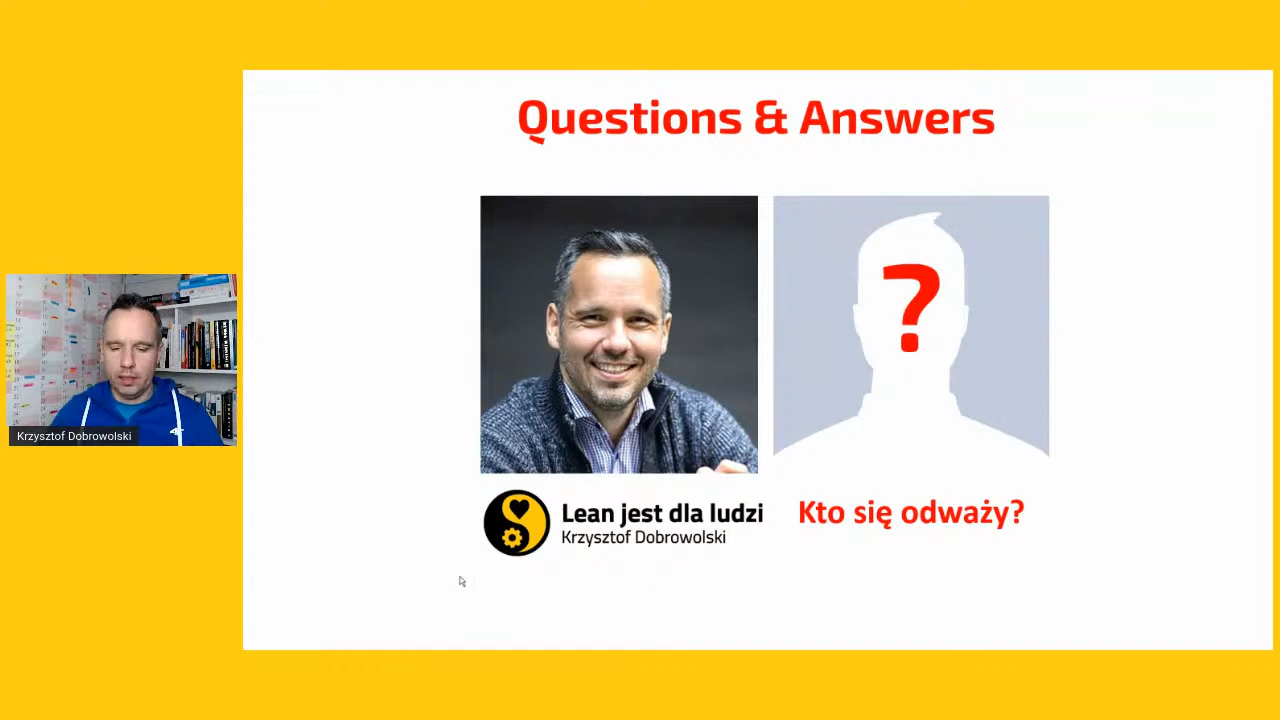 Questions & Answers
?
Lean jest dla ludzi
Krzysztof Dobrowolski
Kto się odważy?
Krzysztof Dobrowolski